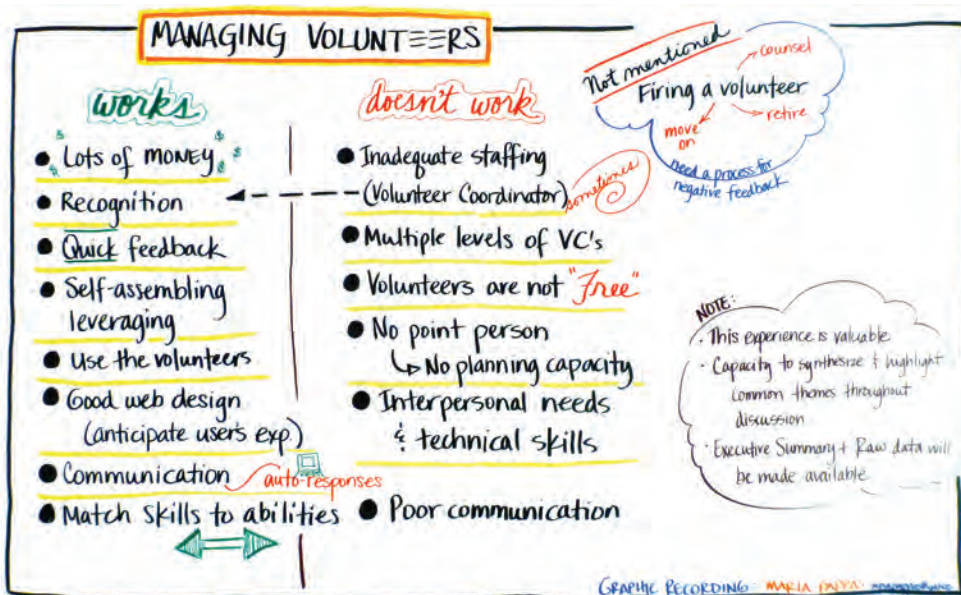 MANAGING VOLUNTEERS
works
• Lots of MONEY
$ $ $ $
• Recognition
• Quick feedback
• Self-assembling
leveraging
• Use the volunteers
• Good web design
(anticipate user's exp.)
• Communication
auto-responses
• Match skills to abilities
doesn't work
• Inadequate staffing
(Volunteer Coordinator)
sometimes
• Multiple levels of VC's
• Volunteers are not "Free"
• No point person
↳ No planning capacity
• Interpersonal needs
& technical skills
• Poor communication
Not mentioned
Firing a volunteer
counsel
retire
move
on
need a process for
negative feedback
NOTE:
• This experience is valuable
• Capacity to synthesize & highlight
common themes throughout
discussion
• Executive Summary + Raw data will
be made available
GRAPHIC RECORDING: MARIA